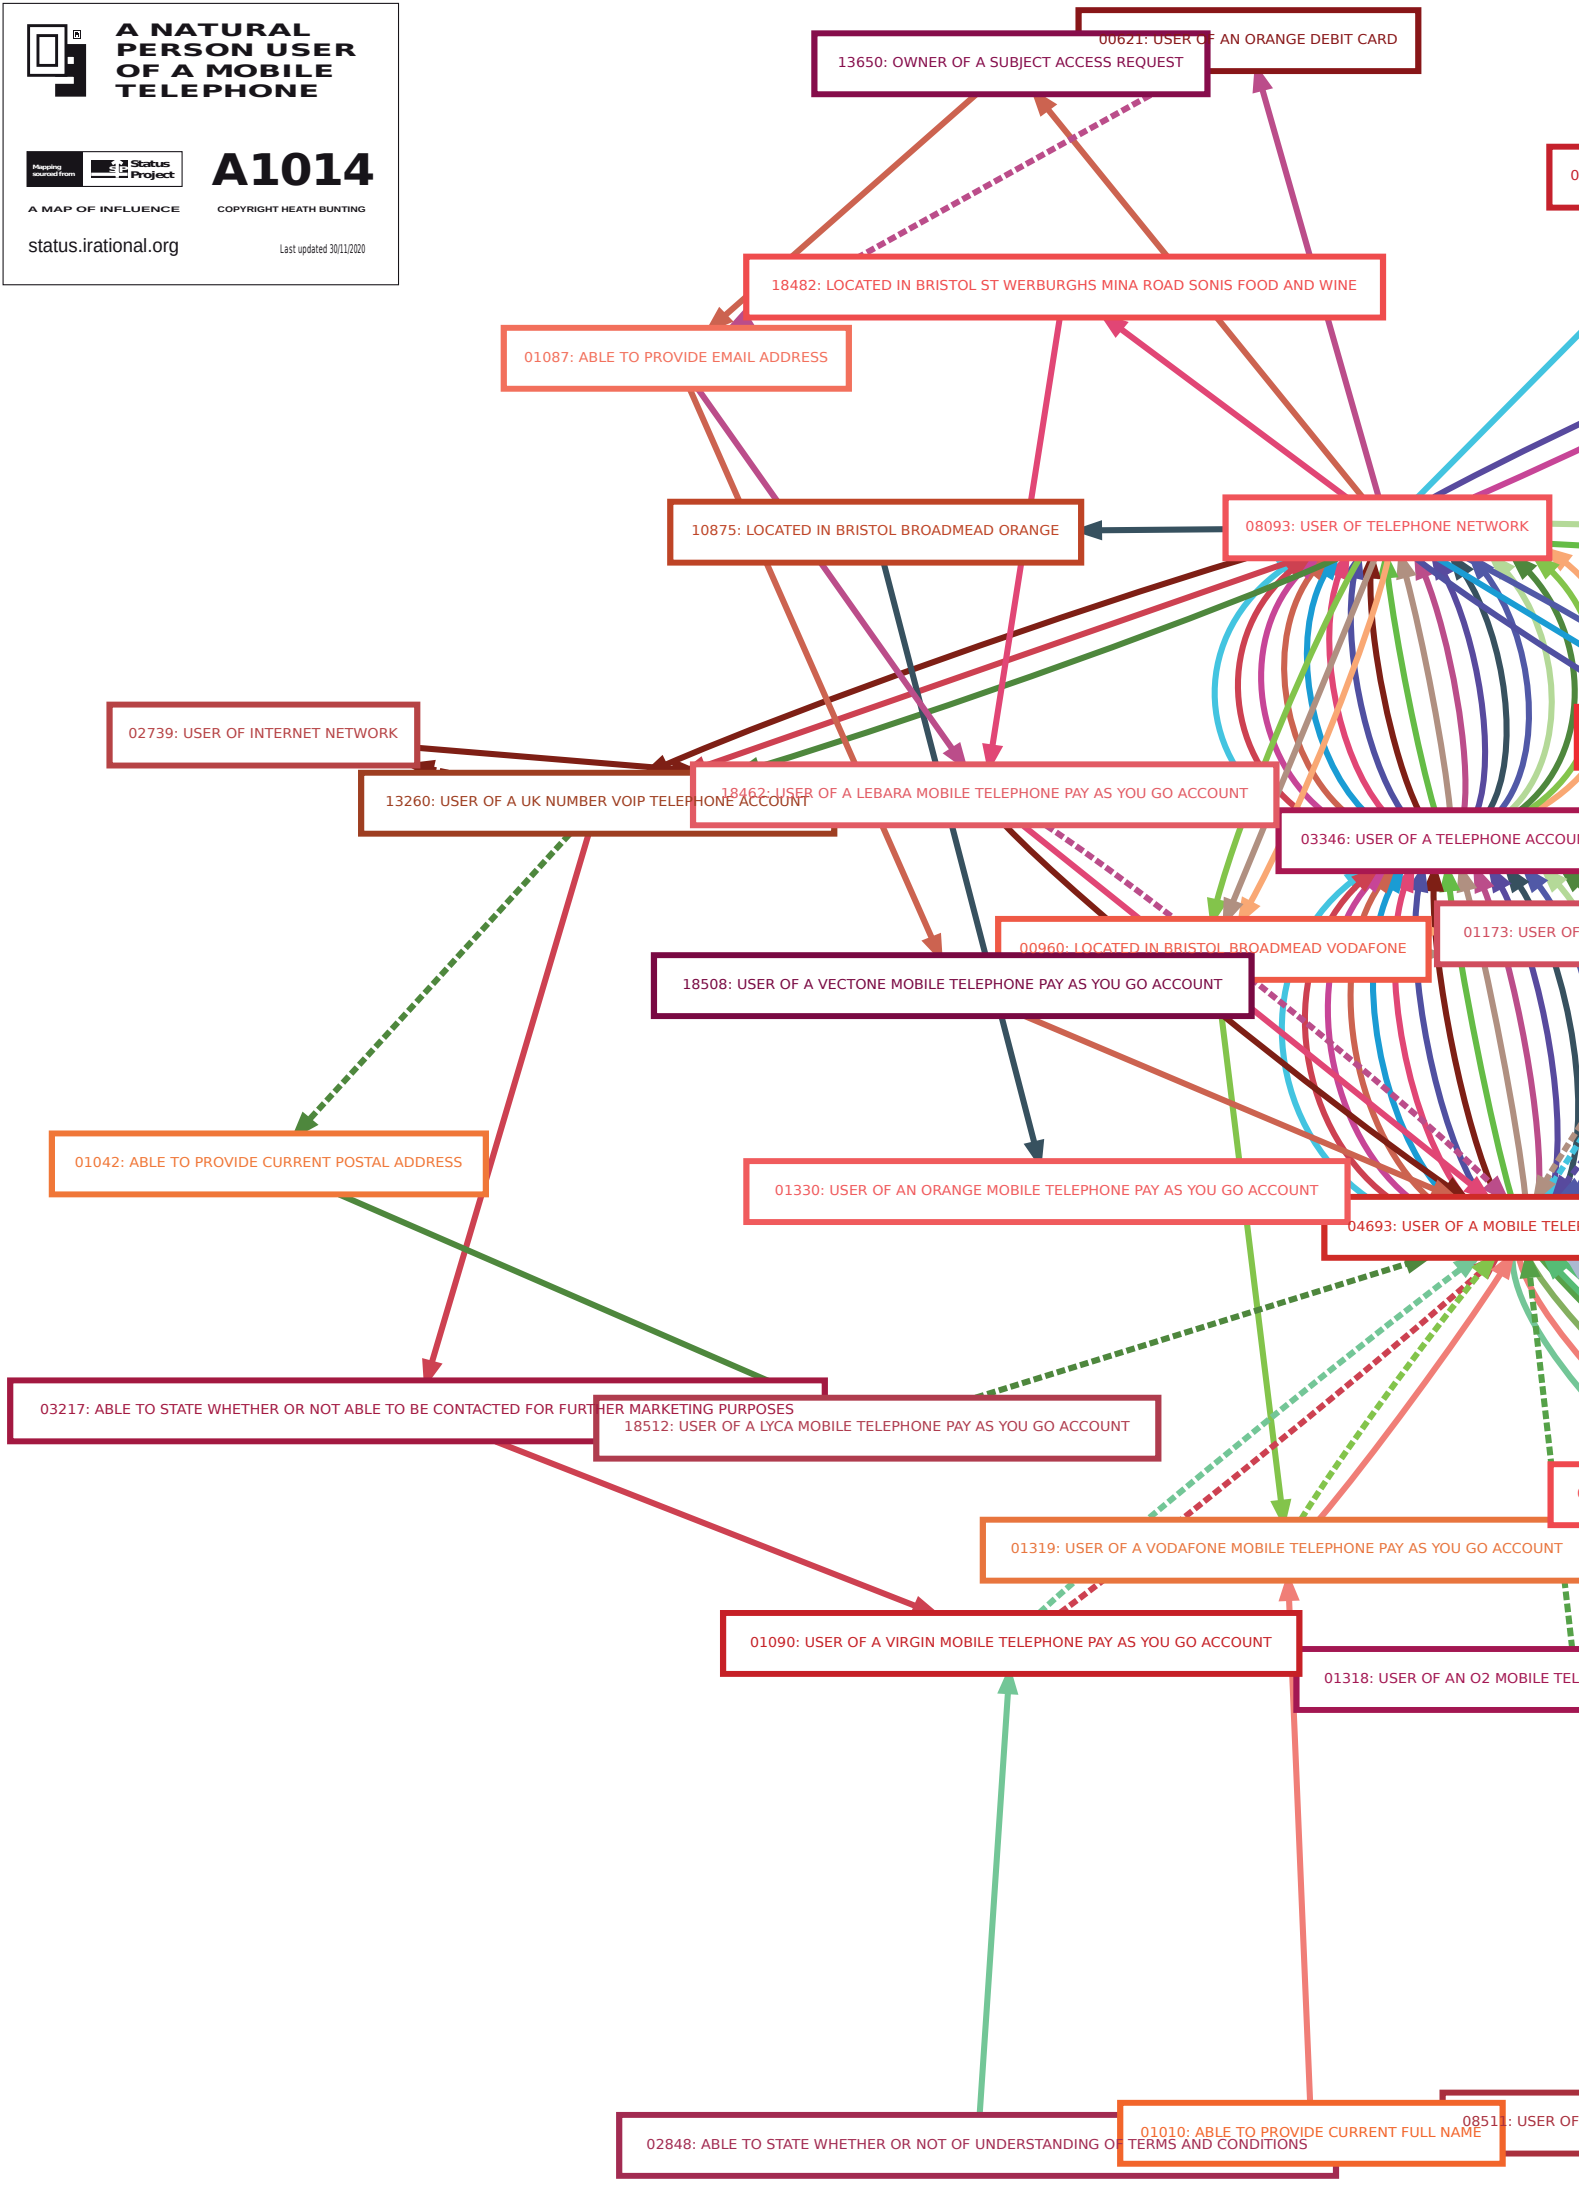 A NATURAL
PERSON USER
OF A MOBILE
TELEPHONE
Mapping
sourced from
Status
Project
A1014
A MAP OF INFLUENCE
COPYRIGHT HEATH BUNTING
status.irational.org
Last updated 30/11/2020
00621: USER OF AN ORANGE DEBIT CARD
13650: OWNER OF A SUBJECT ACCESS REQUEST
0
18482: LOCATED IN BRISTOL ST WERBURGHS MINA ROAD SONIS FOOD AND WINE
01087: ABLE TO PROVIDE EMAIL ADDRESS
10875: LOCATED IN BRISTOL BROADMEAD ORANGE
08093: USER OF TELEPHONE NETWORK
02739: USER OF INTERNET NETWORK
13260: USER OF A UK NUMBER VOIP TELEPHONE ACCOUNT
18462: USER OF A LEBARA MOBILE TELEPHONE PAY AS YOU GO ACCOUNT
03346: USER OF A TELEPHONE ACCOU
01173: USER OF
00960: LOCATED IN BRISTOL BROADMEAD VODAFONE
18508: USER OF A VECTONE MOBILE TELEPHONE PAY AS YOU GO ACCOUNT
01042: ABLE TO PROVIDE CURRENT POSTAL ADDRESS
01330: USER OF AN ORANGE MOBILE TELEPHONE PAY AS YOU GO ACCOUNT
04693: USER OF A MOBILE TELE
03217: ABLE TO STATE WHETHER OR NOT ABLE TO BE CONTACTED FOR FURTHER MARKETING PURPOSES
18512: USER OF A LYCA MOBILE TELEPHONE PAY AS YOU GO ACCOUNT
01319: USER OF A VODAFONE MOBILE TELEPHONE PAY AS YOU GO ACCOUNT
01090: USER OF A VIRGIN MOBILE TELEPHONE PAY AS YOU GO ACCOUNT
01318: USER OF AN O2 MOBILE TEL
08511: USER OF
01010: ABLE TO PROVIDE CURRENT FULL NAME
02848: ABLE TO STATE WHETHER OR NOT OF UNDERSTANDING OF TERMS AND CONDITIONS